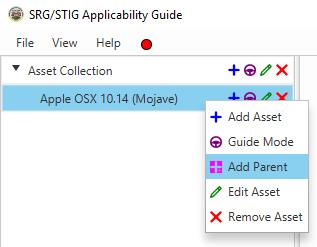 SRG/STIG Applicability Guide
File View Help
Asset Collection
Apple OSX 10.14 (Mojave)
Add Asset
Guide Mode
Add Parent
Edit Asset
Remove Asset